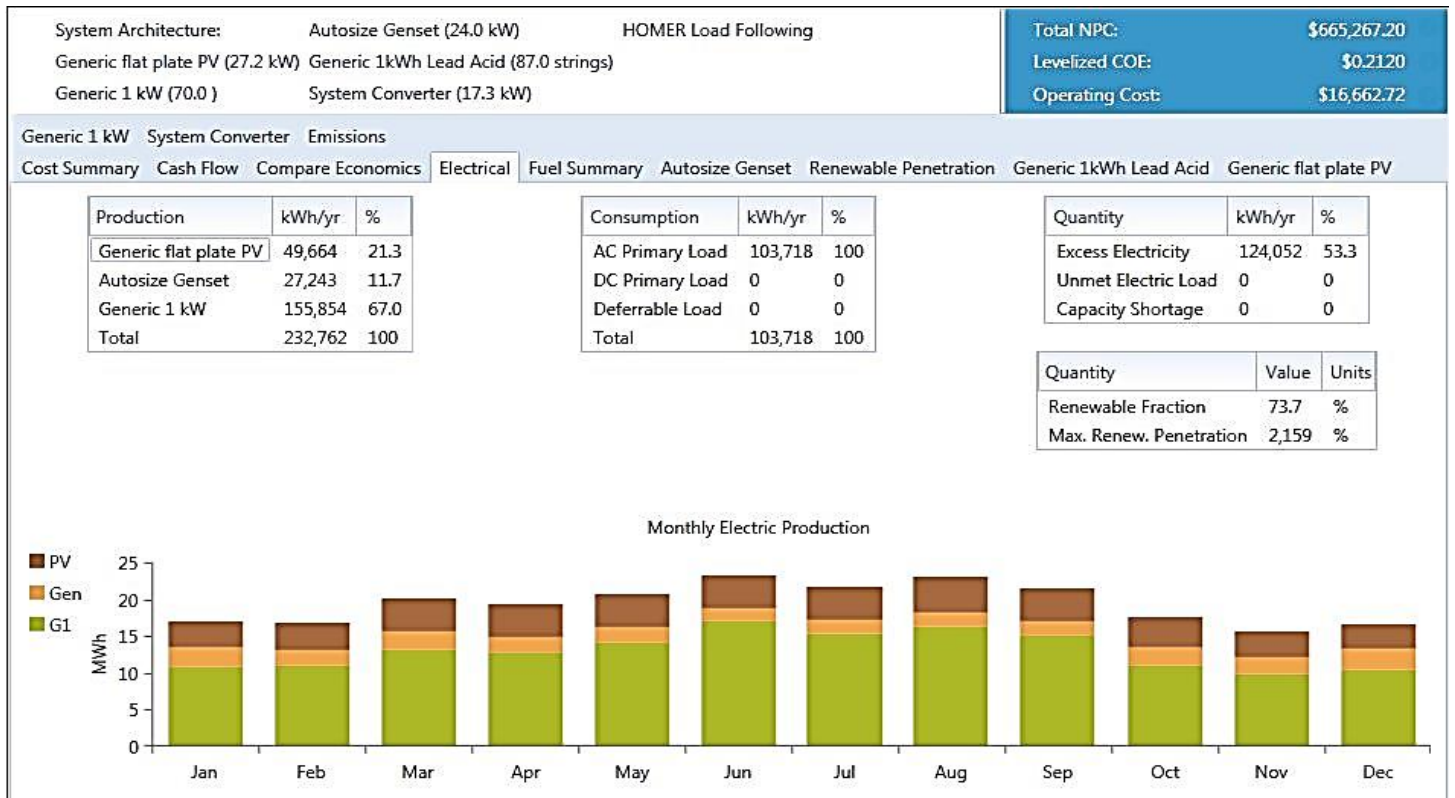 System Architecture: Autosize Genset (24.0 kW) HOMER Load Following
Generic flat plate PV (27.2 kW) Generic 1kWh Lead Acid (87.0 strings)
Generic 1 kW (70.0 ) System Converter (17.3 kW)
Total NPC: $665,267.20
Levelized COE: $0.2120
Operating Cost: $16,662.72
Generic 1 kW System Converter Emissions
Cost Summary Cash Flow Compare Economics Electrical Fuel Summary Autosize Genset Renewable Penetration Generic 1kWh Lead Acid Generic flat plate PV
Production kWh/yr %
Generic flat plate PV 49,664 21.3
Autosize Genset 27,243 11.7
Generic 1 kW 155,854 67.0
Total 232,762 100
Consumption kWh/yr %
AC Primary Load 103,718 100
DC Primary Load 0 0
Deferrable Load 0 0
Total 103,718 100
Quantity kWh/yr %
Excess Electricity 124,052 53.3
Unmet Electric Load 0 0
Capacity Shortage 0 0
Quantity Value Units
Renewable Fraction 73.7 %
Max. Renew. Penetration 2,159 %
Monthly Electric Production
PV
Gen
G1
MWh
25
20
15
10
5
0
Jan Feb Mar Apr May Jun Jul Aug Sep Oct Nov Dec